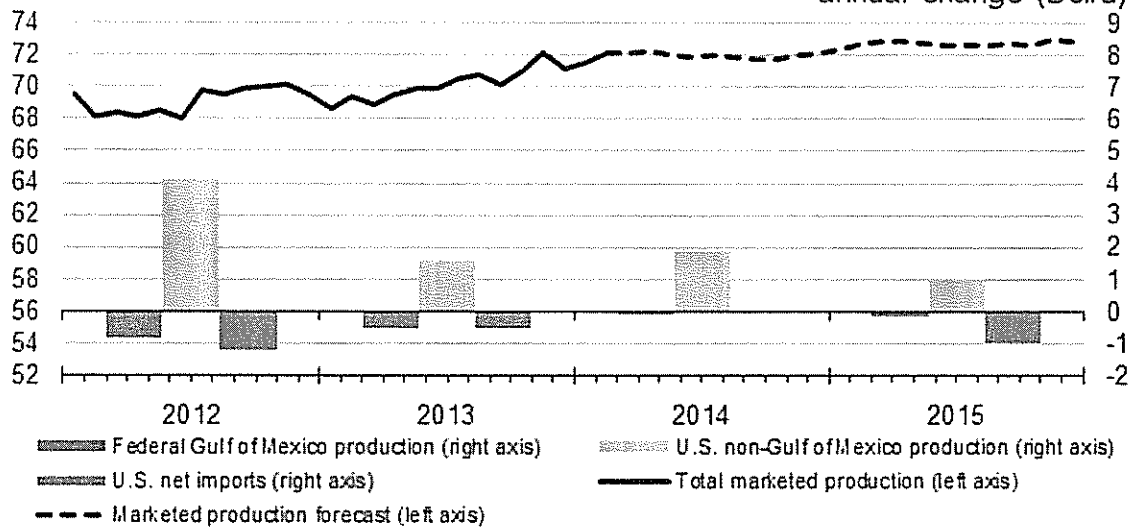 annual change (Bcf/d)
74 9
72 8
70 7
68 6
66 5
64 4
62 3
60 2
58 1
56 0
54 -1
52 -2
2012 2013 2014 2015
Federal Gulf of Mexico production (right axis) U.S. non-Gulf of Mexico production (right axis)
U.S. net imports (right axis) Total marketed production (left axis)
Marketed production forecast (left axis)